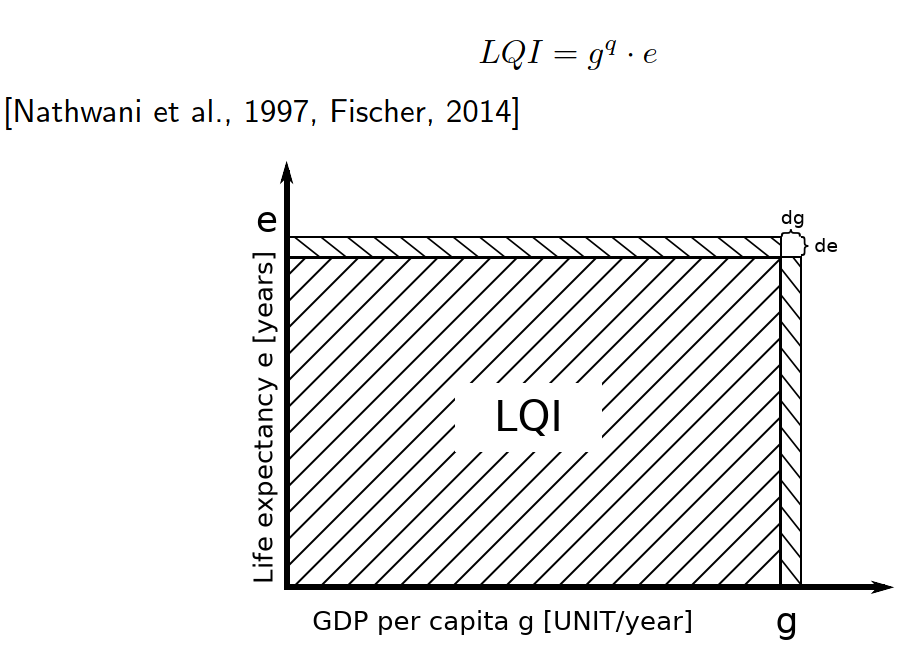 LQI = g^q · e
[Nathwani et al., 1997, Fischer, 2014]
dg
e
de
Life expectancy e [years]
LQI
GDP per capita g [UNIT/year]
g